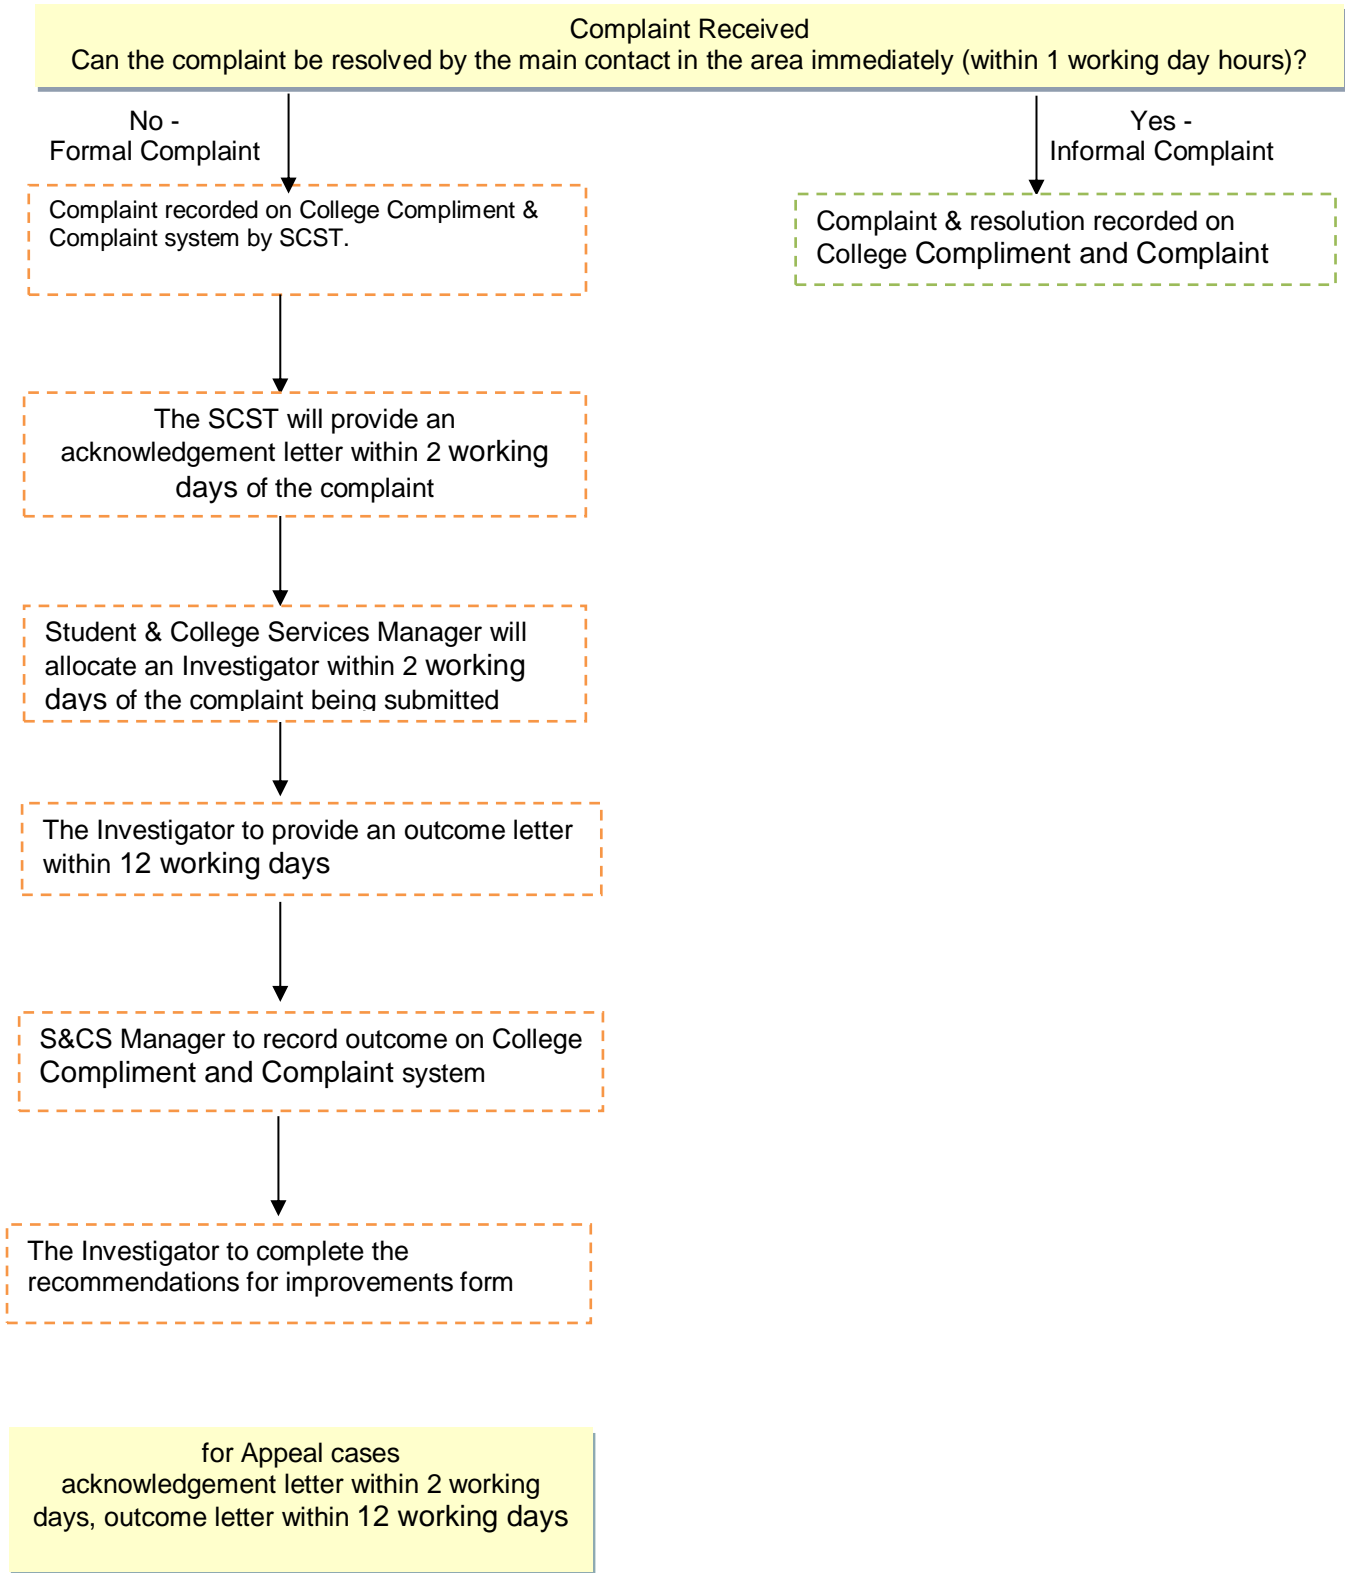 Complaint Received
Can the complaint be resolved by the main contact in the area immediately (within 1 working day hours)?
No -
Formal Complaint
Yes -
Informal Complaint
Complaint recorded on College Compliment &
Complaint system by SCST.
Complaint & resolution recorded on
College Compliment and Complaint
The SCST will provide an
acknowledgement letter within 2 working
days of the complaint
Student & College Services Manager will
allocate an Investigator within 2 working
days of the complaint being submitted
The Investigator to provide an outcome letter
within 12 working days
S&CS Manager to record outcome on College
Compliment and Complaint system
The Investigator to complete the
recommendations for improvements form
for Appeal cases
acknowledgement letter within 2 working
days, outcome letter within 12 working days